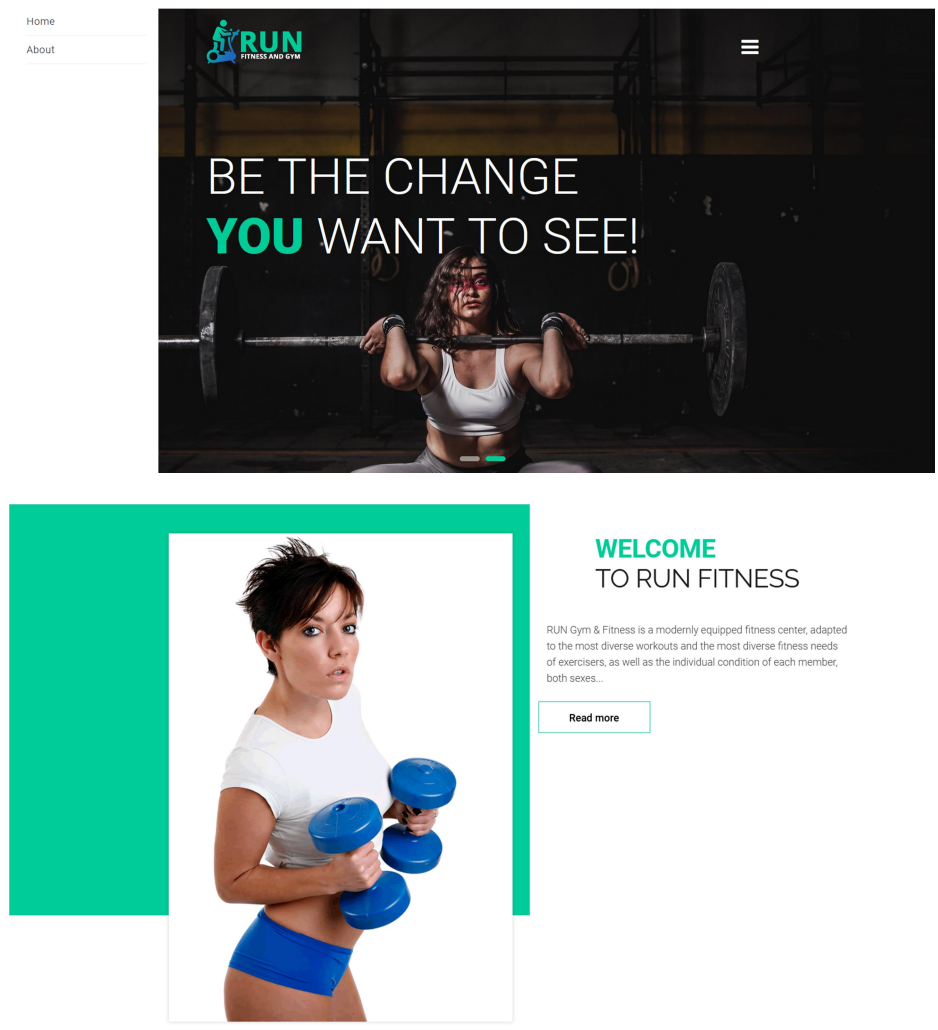 Home
About
RUN
FITNESS AND GYM
BE THE CHANGE
YOU WANT TO SEE!
WELCOME
TO RUN FITNESS
RUN Gym & Fitness is a modernly equipped fitness center, adapted
to the most diverse workouts and the most diverse fitness needs
of exercisers, as well as the individual condition of each member,
both sexes...
Read more